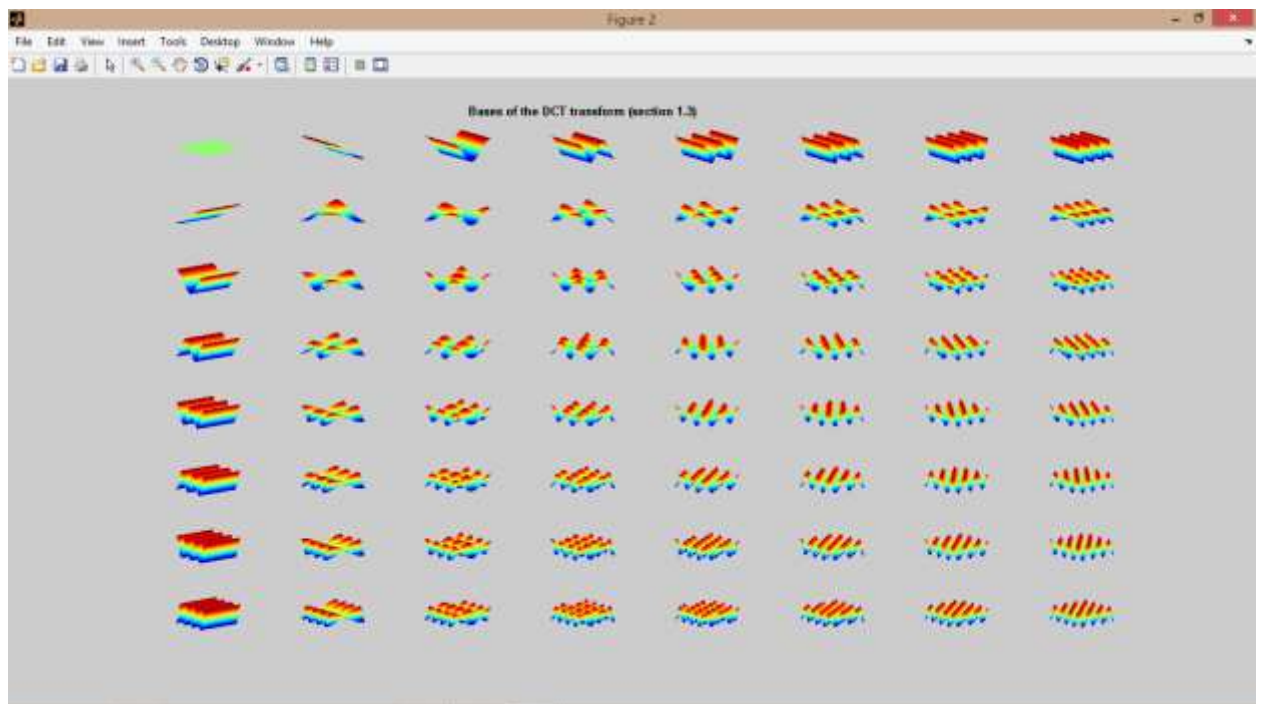 Figure 2
File Edit View Insert Tools Desktop Window Help
Bases of the DCT transform (section 1.3)